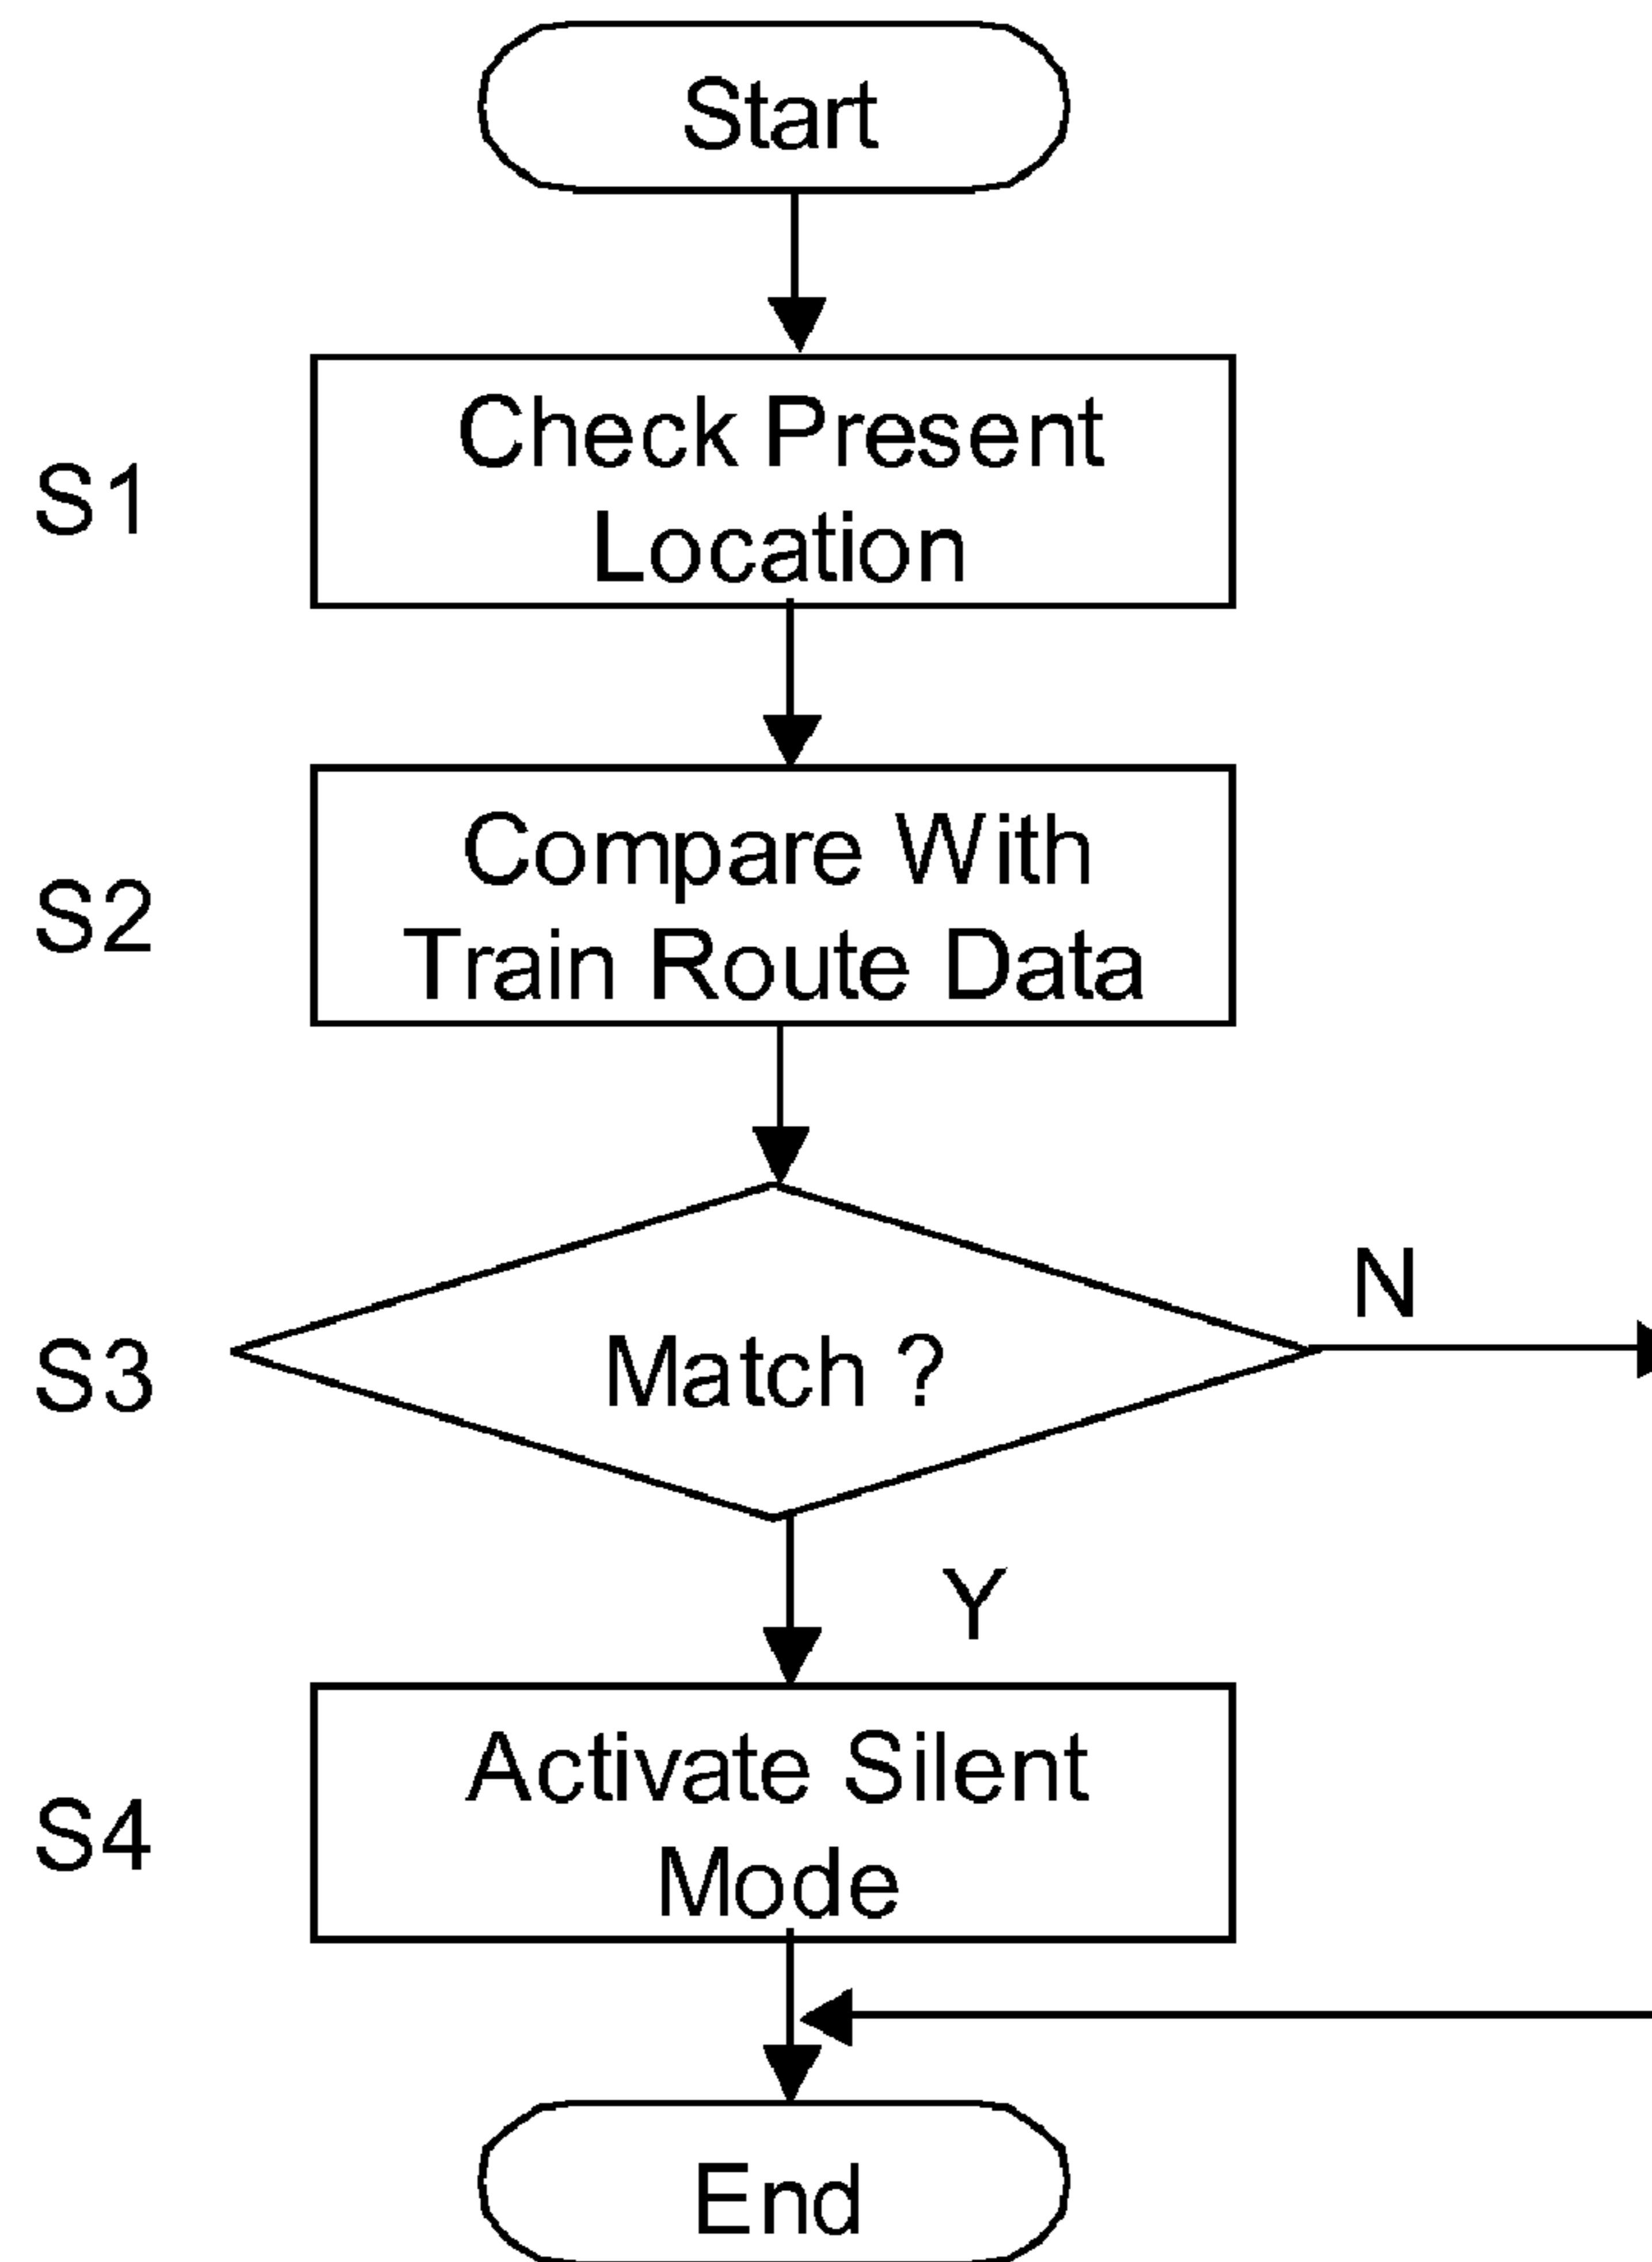 Start
S1
Check Present
Location
S2
Compare With
Train Route Data
S3
Match ?
N
Y
S4
Activate Silent
Mode
End